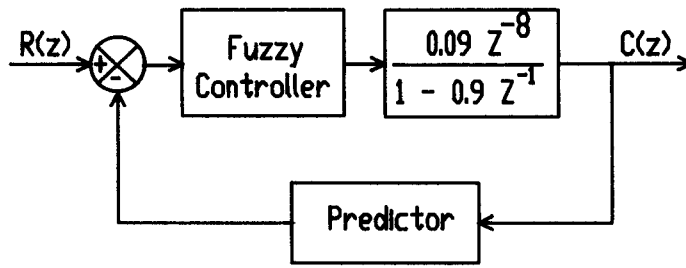 R(z)
+
-
Fuzzy
Controller
0.09 Z^-8
1 - 0.9 Z^-1
C(z)
Predictor